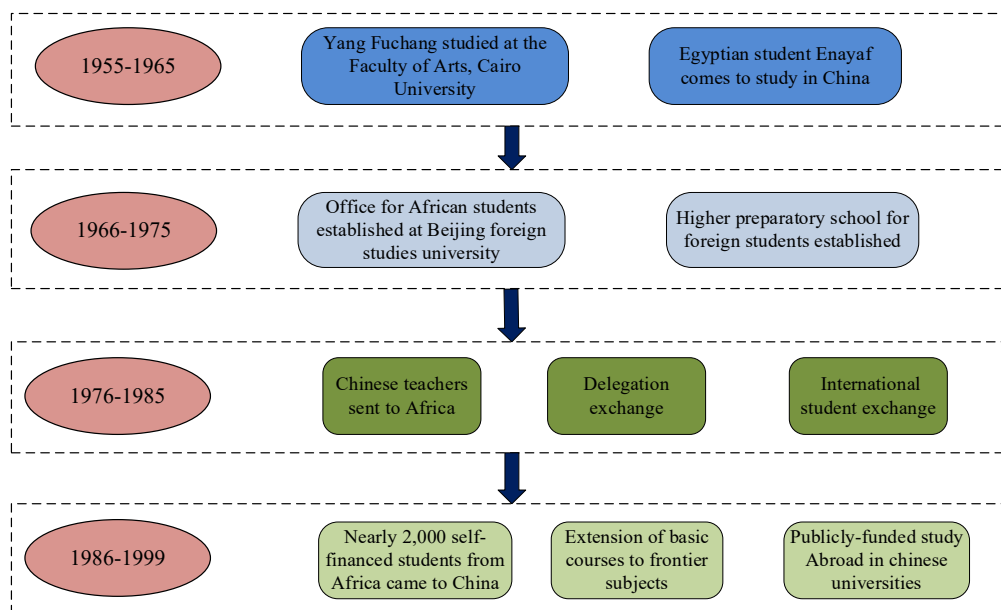 1955-1965
Yang Fuchang studied at the
Faculty of Arts, Cairo
University
Egyptian student Enayaf
comes to study in China
1966-1975
Office for African students
established at Beijing foreign
studies university
Higher preparatory school for
foreign students established
1976-1985
Chinese teachers
sent to Africa
Delegation
exchange
International
student exchange
1986-1999
Nearly 2,000 self-
financed students from
Africa came to China
Extension of basic
courses to frontier
subjects
Publicly-funded study
Abroad in chinese
universities